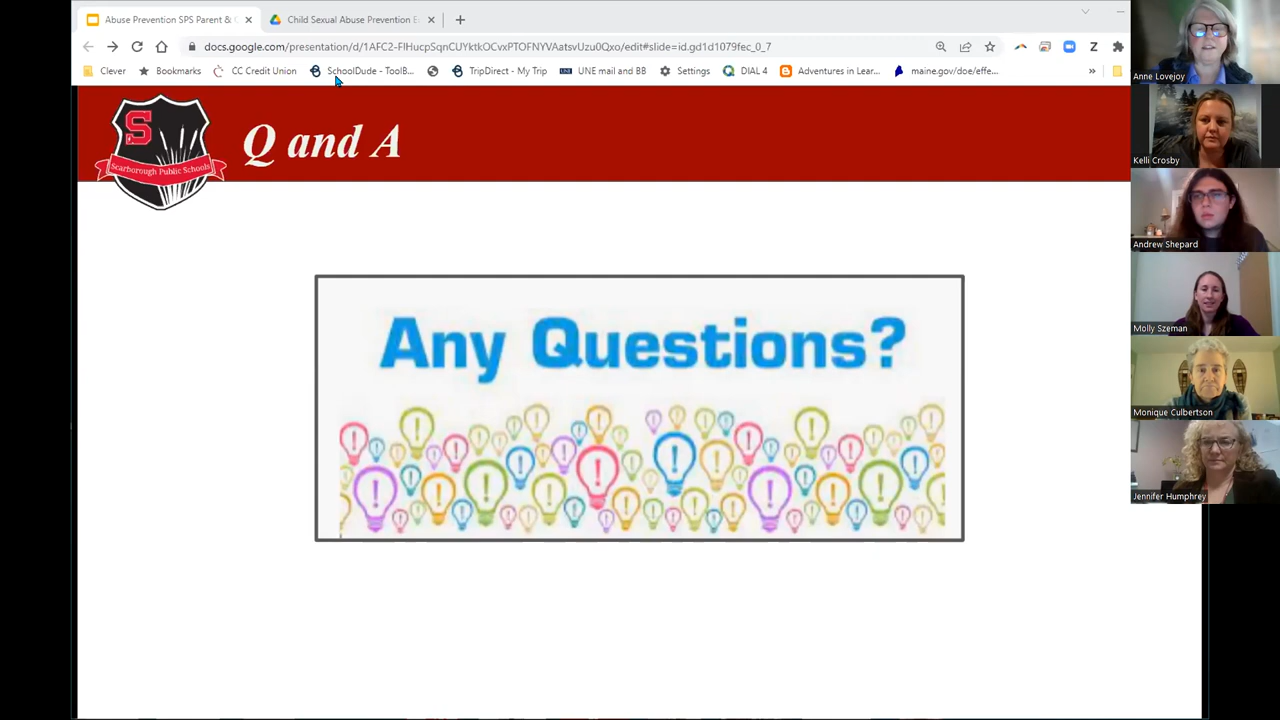 Abuse Prevention SPS Parent &
Child Sexual Abuse Prevention E
docs.google.com/presentation/d/1AFC2-FIHucpSqnCUYktkOCvxPTOFNYVAatsvUzu0Qxo/edit#slide=id.gd1d1079fec_0_7
Clever Bookmarks CC Credit Union SchoolDude - ToolB... TripDirect - My Trip UNE UNE mail and BB Settings DIAL 4 Adventures in Lear... maine.gov/doe/effe...
S
Scarborough Public Schools
Q and A
Any Questions?
Anne Lovejoy
Kelli Crosby
Andrew Shepard
Molly Szeman
Monique Culbertson
Jennifer Humphrey